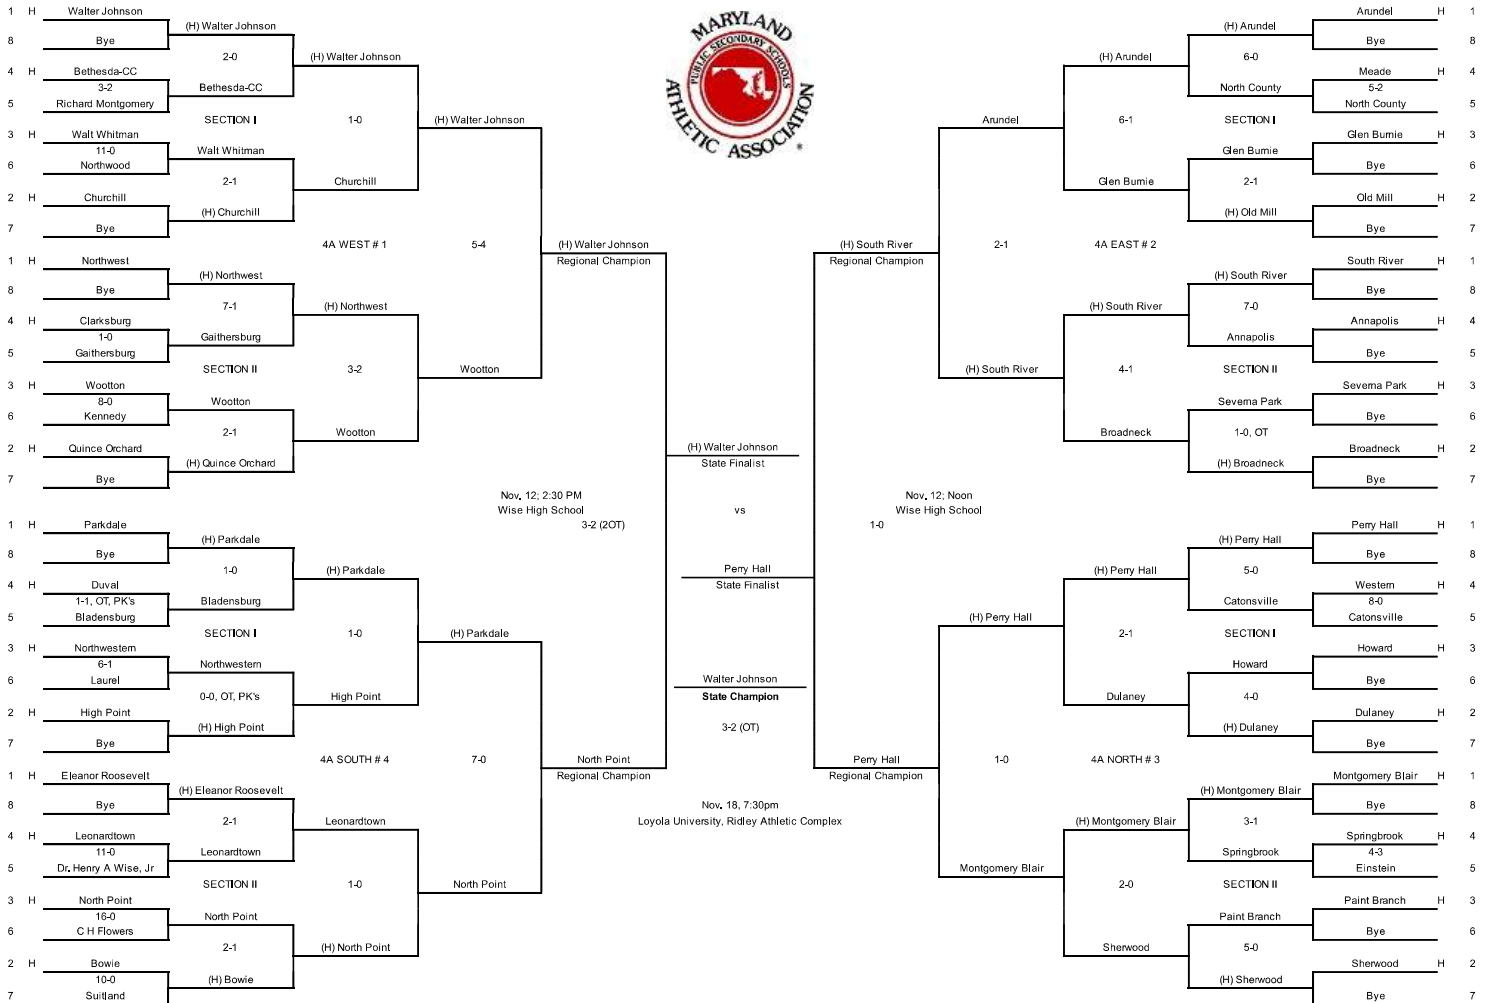 MARYLAND
PUBLIC SECONDARY SCHOOLS
ATHLETIC ASSOCIATION
®
1 H Walter Johnson
8 Bye
(H) Walter Johnson
2-0
4 H Bethesda-CC
3-2
5 Richard Montgomery
Bethesda-CC
(H) Walter Johnson
SECTION I
1-0
3 H Walt Whitman
11-0
6 Northwood
Walt Whitman
2-1
2 H Churchill
7 Bye
(H) Churchill
Churchill
(H) Walter Johnson
4A WEST # 1
5-4
1 H Northwest
8 Bye
(H) Northwest
7-1
4 H Clarksburg
1-0
5 Gaithersburg
Gaithersburg
(H) Northwest
SECTION II
3-2
3 H Wootton
8-0
6 Kennedy
Wootton
2-1
2 H Quince Orchard
7 Bye
(H) Quince Orchard
Wootton
Wootton
(H) Walter Johnson
Regional Champion
Nov. 12; 2:30 PM
Wise High School
3-2 (2OT)
1 H Parkdale
8 Bye
(H) Parkdale
1-0
4 H Duval
1-1, OT, PK's
5 Bladensburg
Bladensburg
(H) Parkdale
SECTION I
1-0
3 H Northwestern
6-1
6 Laurel
Northwestern
0-0, OT, PK's
2 H High Point
7 Bye
(H) High Point
High Point
(H) Parkdale
4A SOUTH # 4
7-0
1 H Eleanor Roosevelt
8 Bye
(H) Eleanor Roosevelt
2-1
4 H Leonardtown
11-0
5 Dr. Henry A Wise, Jr
Leonardtown
Leonardtown
SECTION II
1-0
3 H North Point
16-0
6 C H Flowers
North Point
2-1
2 H Bowie
10-0
7 Suitland
(H) Bowie
(H) North Point
North Point
North Point
Regional Champion
(H) Walter Johnson
State Finalist
vs
Perry Hall
State Finalist
Walter Johnson
State Champion
3-2 (OT)
Nov. 18, 7:30pm
Loyola University, Ridley Athletic Complex
Arundel H 1
Bye 8
(H) Arundel
6-0
Meade H 4
5-2
North County 5
North County
(H) Arundel
SECTION I
6-1
Glen Burnie H 3
Bye 6
Glen Burnie
2-1
Old Mill H 2
Bye 7
(H) Old Mill
Glen Burnie
Arundel
4A EAST # 2
2-1
South River H 1
Bye 8
(H) South River
7-0
Annapolis H 4
Bye 5
Annapolis
(H) South River
SECTION II
4-1
Severna Park H 3
Bye 6
Severna Park
1-0, OT
Broadneck H 2
Bye 7
(H) Broadneck
Broadneck
(H) South River
(H) South River
Regional Champion
Nov. 12; Noon
Wise High School
1-0
Perry Hall H 1
Bye 8
(H) Perry Hall
5-0
Western H 4
8-0
Catonsville 5
Catonsville
(H) Perry Hall
SECTION I
2-1
Howard H 3
Bye 6
Howard
4-0
Dulaney H 2
Bye 7
(H) Dulaney
Dulaney
(H) Perry Hall
4A NORTH # 3
1-0
Montgomery Blair H 1
Bye 8
(H) Montgomery Blair
3-1
Springbrook H 4
4-3
Einstein 5
Springbrook
(H) Montgomery Blair
SECTION II
2-0
Paint Branch H 3
Bye 6
Paint Branch
5-0
Sherwood H 2
Bye 7
(H) Sherwood
Sherwood
Montgomery Blair
Perry Hall
Regional Champion